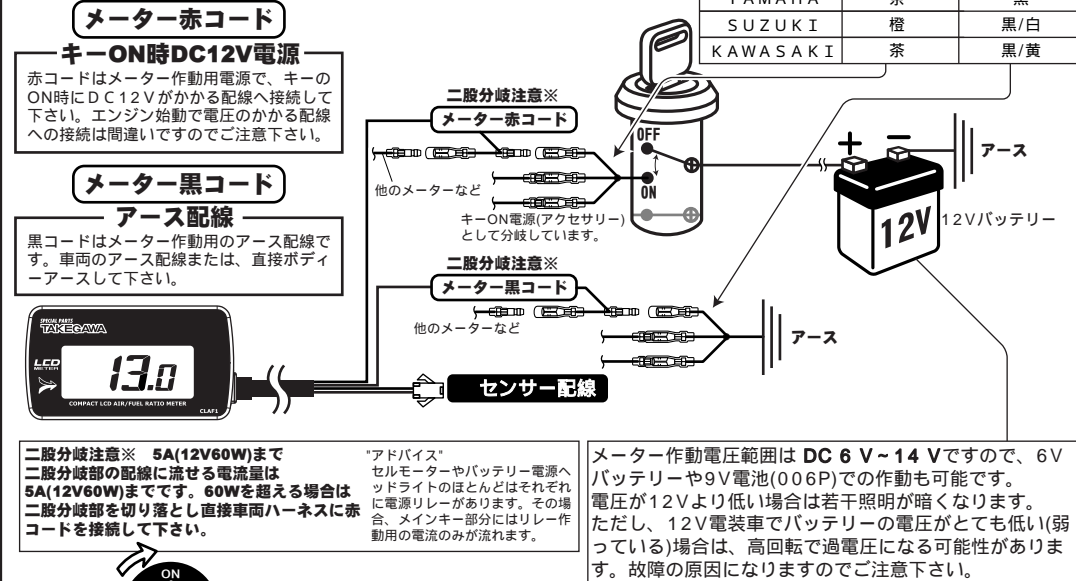 メーター赤コード
キーON時DC12V電源
赤コードはメーター作動用電源で、キーの
ON時にＤＣ１２Ｖがかかる配線へ接続して
下さい。エンジン始動で電圧のかかる配線
への接続は間違いですのでご注意下さい。
メーター黒コード
アース配線
黒コードはメーター作動用のアース配線で
す。車両のアース配線または、直接ボディ
ーアースして下さい。
YAMAHA 茶 黒
SUZUKI 橙 黒/白
KAWASAKI 茶 黒/黄
二股分岐注意※
メーター赤コード
他のメーターなど
OFF
ON
キーON電源(アクセサリー)
として分岐しています。
+ −
アース
12V
12Vバッテリー
二股分岐注意※
メーター黒コード
他のメーターなど
アース
センサー配線
SPECIAL PARTS
TAKEGAWA
LCD
METER
13.0
COMPACT LCD AIR/FUEL RATIO METER
CLAF1
二股分岐注意※　5A(12V60W)まで
二股分岐部の配線に流せる電流量は
5A(12V60W)までです。60Wを超える場合は
二股分岐部を切り落とし直接車両ハーネスに赤
コードを接続して下さい。
"アドバイス"
セルモーターやバッテリー電源ヘ
ッドライトのほとんどはそれぞれ
に電源リレーがあります。その場
合、メインキー部分にはリレー作
動用の電流のみが流れます。
メーター作動電圧範囲は DC 6 V～14 Vですので、6V
バッテリーや9V電池(006P)での作動も可能です。
電圧が12Vより低い場合は若干照明が暗くなります。
ただし、12V電装車でバッテリーの電圧がとても低い(弱
っている)場合は、高回転で過電圧になる可能性がありま
す。故障の原因になりますのでご注意下さい。
ON